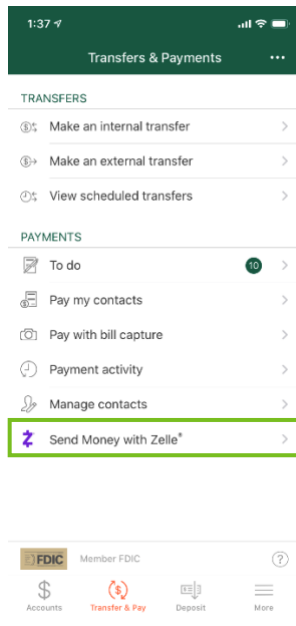 1:37
Transfers & Payments
TRANSFERS
Make an internal transfer
Make an external transfer
View scheduled transfers
PAYMENTS
To do 10
Pay my contacts
Pay with bill capture
Payment activity
Manage contacts
Send Money with Zelle®
FDIC Member FDIC
Accounts Transfer & Pay Deposit More